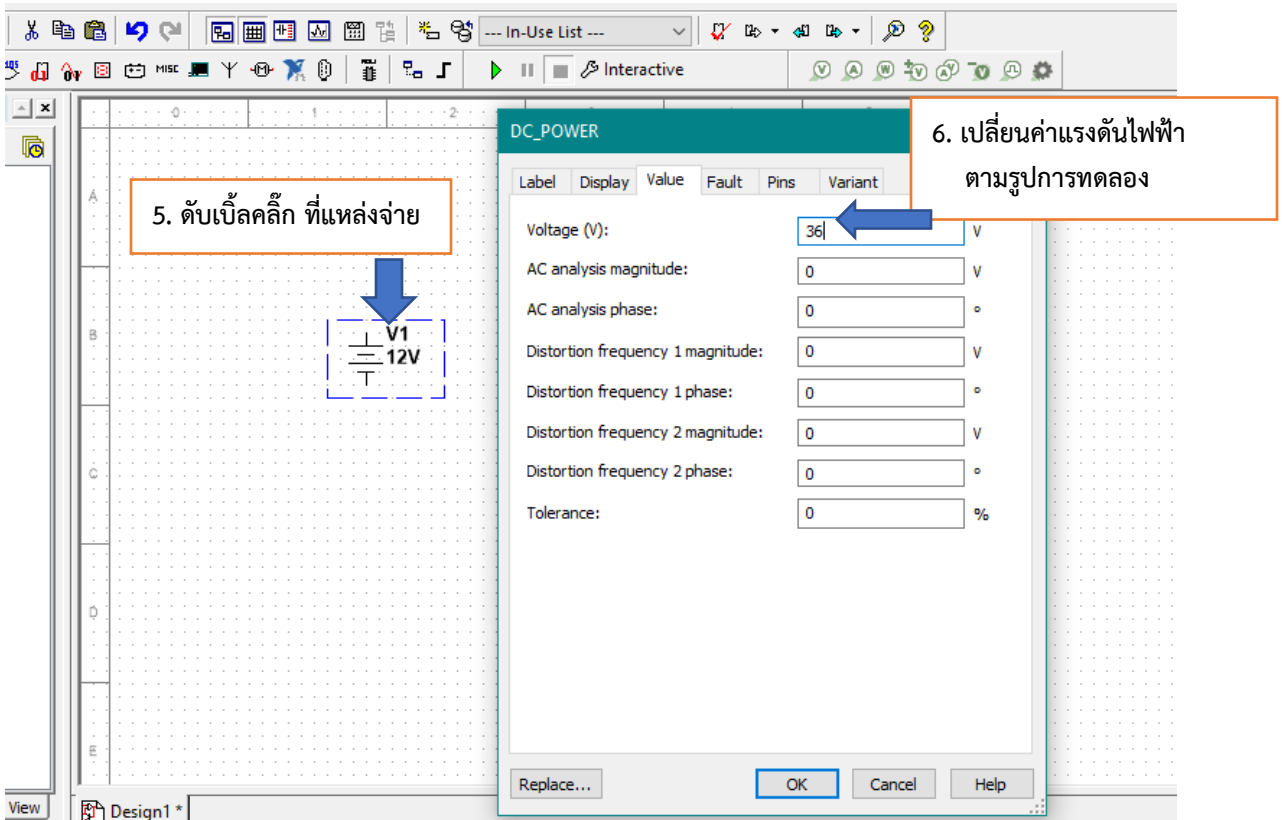 --- In-Use List ---
MISC
Interactive
0
1
2
A
B
C
D
E
5. ดับเบิ้ลคลิ๊ก ที่แหล่งจ่าย
V1
12V
DC_POWER
6. เปลี่ยนค่าแรงดันไฟฟ้า
ตามรูปการทดลอง
Label Display Value Fault Pins Variant
Voltage (V): 36 V
AC analysis magnitude: 0 V
AC analysis phase: 0 °
Distortion frequency 1 magnitude: 0 V
Distortion frequency 1 phase: 0 °
Distortion frequency 2 magnitude: 0 V
Distortion frequency 2 phase: 0 °
Tolerance: 0 %
Replace... OK Cancel Help
View
Design1 *